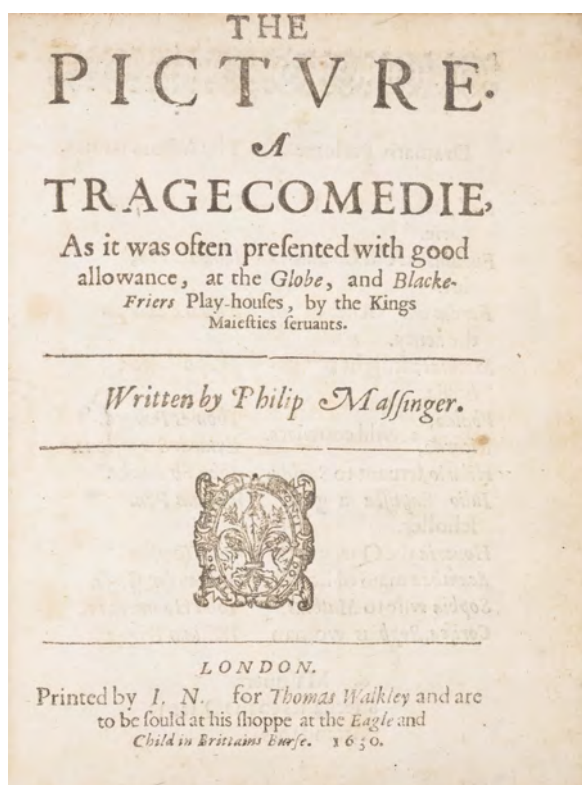 THE
PICTVRE.
A
TRAGECOMEDIE,
As it was often preſented with good
allowance, at the Globe, and Blacke-
Friers Play-houſes, by the Kings
Maieſties ſeruants.
Written by Philip Maſſinger.
LONDON.
Printed by I. N. for Thomas Walkley and are
to be ſould at his ſhoppe at the Eagle and
Child in Brittains Burſe. 1630.